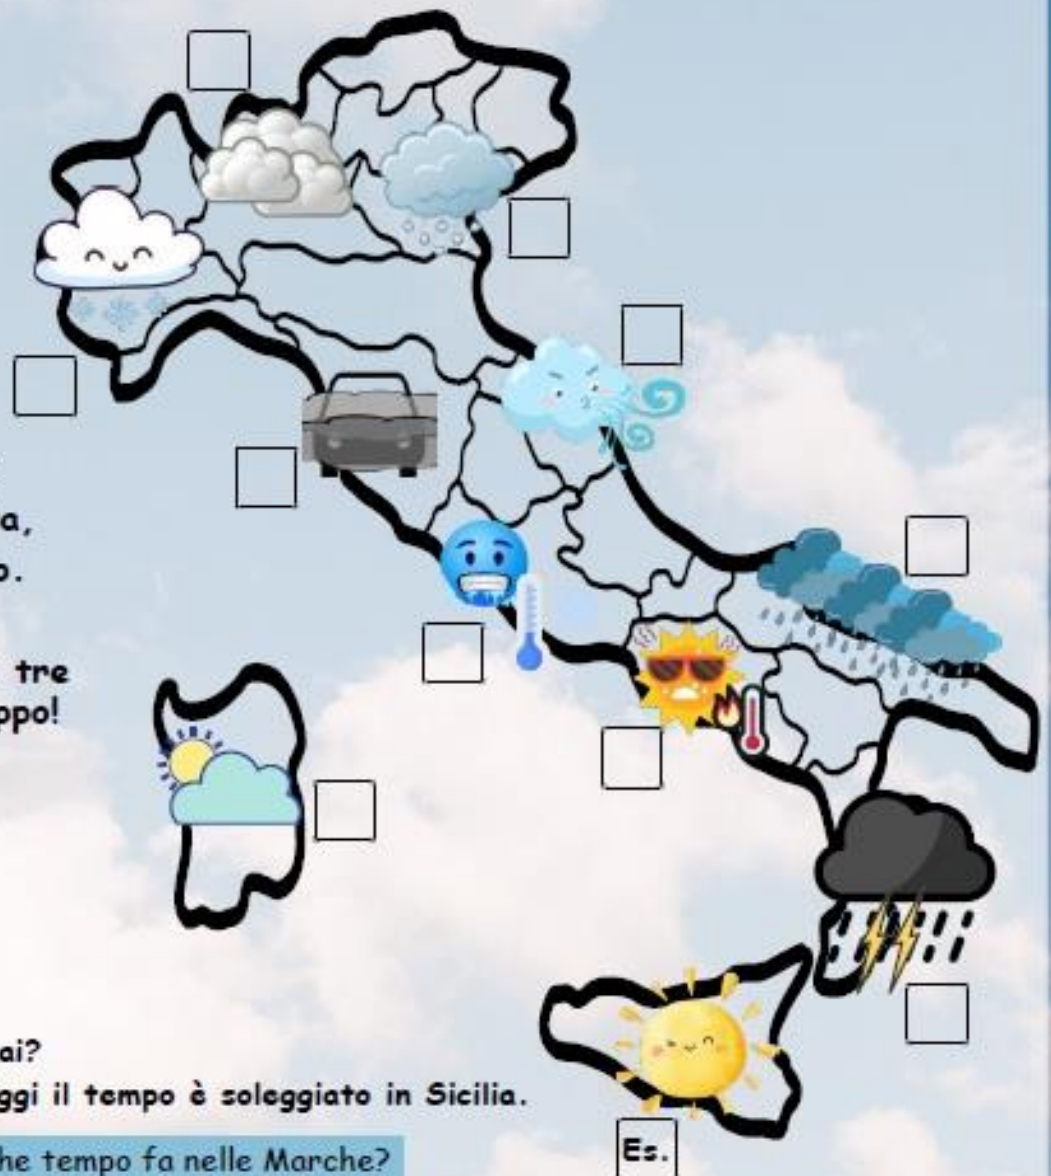 a,
o.
tre
ppo!
ai?
ggi il tempo è soleggiato in Sicilia.
Es.
he tempo fa nelle Marche?